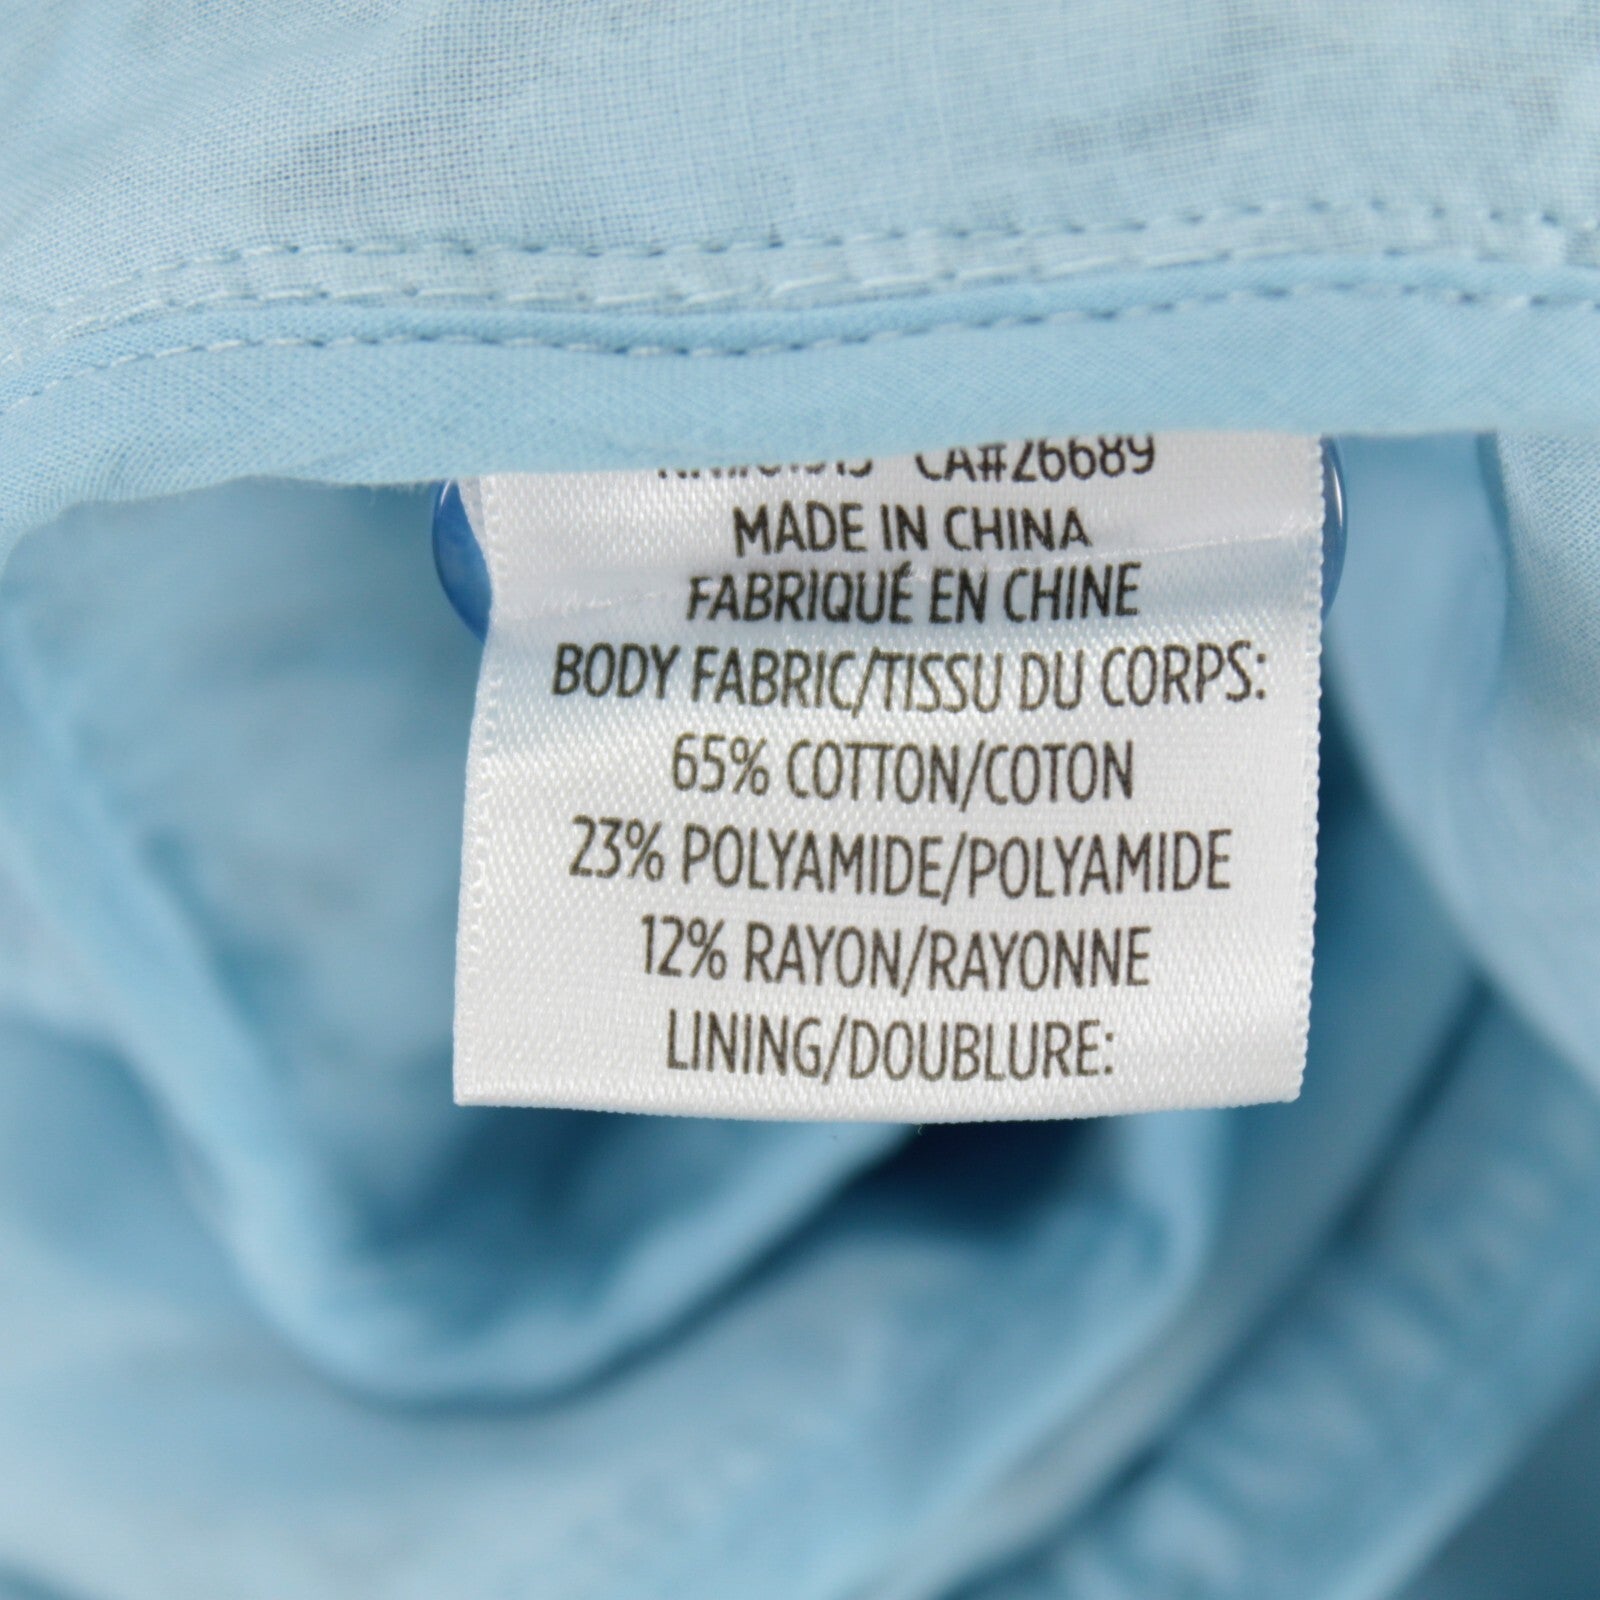 CA#26689
MADE IN CHINA
FABRIQUÉ EN CHINE
BODY FABRIC/TISSU DU CORPS:
65% COTTON/COTON
23% POLYAMIDE/POLYAMIDE
12% RAYON/RAYONNE
LINING/DOUBLURE: